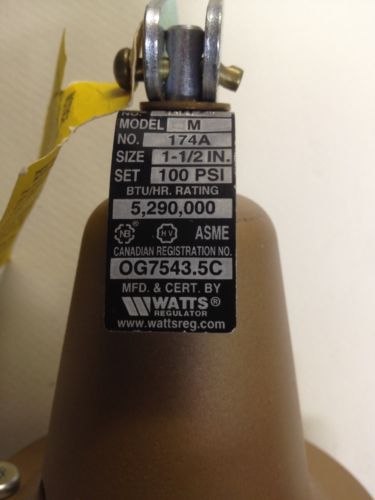 NO.
MODEL M
NO. 174A
SIZE 1-1/2 IN.
SET 100 PSI
BTU/HR. RATING
5,290,000
NB ® HV ASME
CANADIAN REGISTRATION NO.
OG7543.5C
MFD. & CERT. BY
WATTS®
REGULATOR
www.wattsreg.com